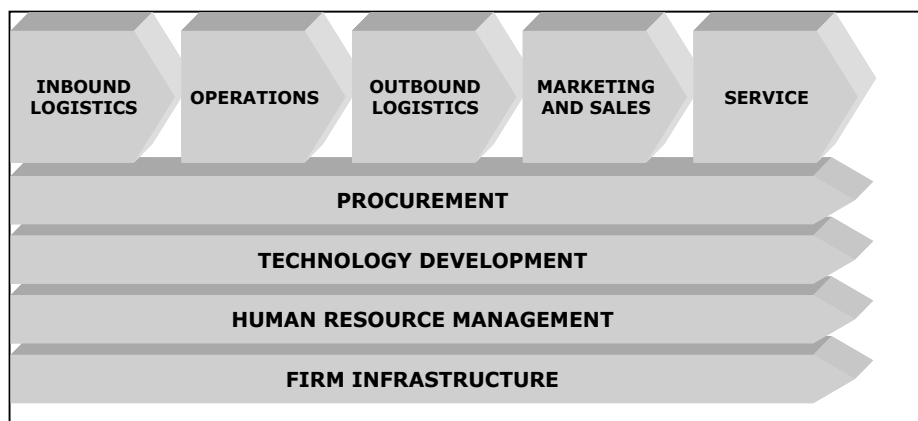 INBOUND
LOGISTICS
OPERATIONS
OUTBOUND
LOGISTICS
MARKETING
AND SALES
SERVICE
PROCUREMENT
TECHNOLOGY DEVELOPMENT
HUMAN RESOURCE MANAGEMENT
FIRM INFRASTRUCTURE